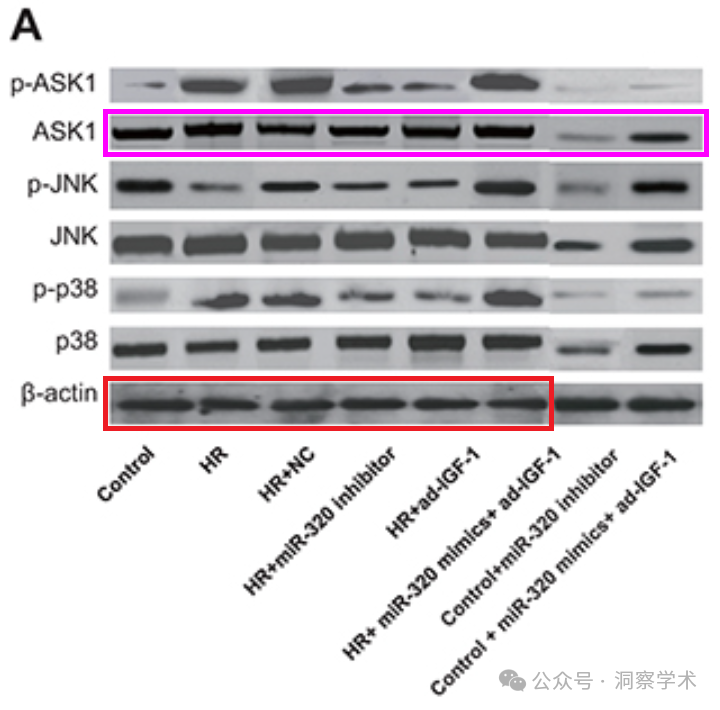 A
p-ASK1
ASK1
p-JNK
JNK
p-p38
p38
β-actin
Control
HR
HR+NC
HR+miR-320 inhibitor
HR+ad-IGF-1
HR+ miR-320 mimics+ ad-IGF-1
Control+miR-320 inhibitor
Control + miR-320 mimics+ ad-IGF-1
公众号 · 洞察学术